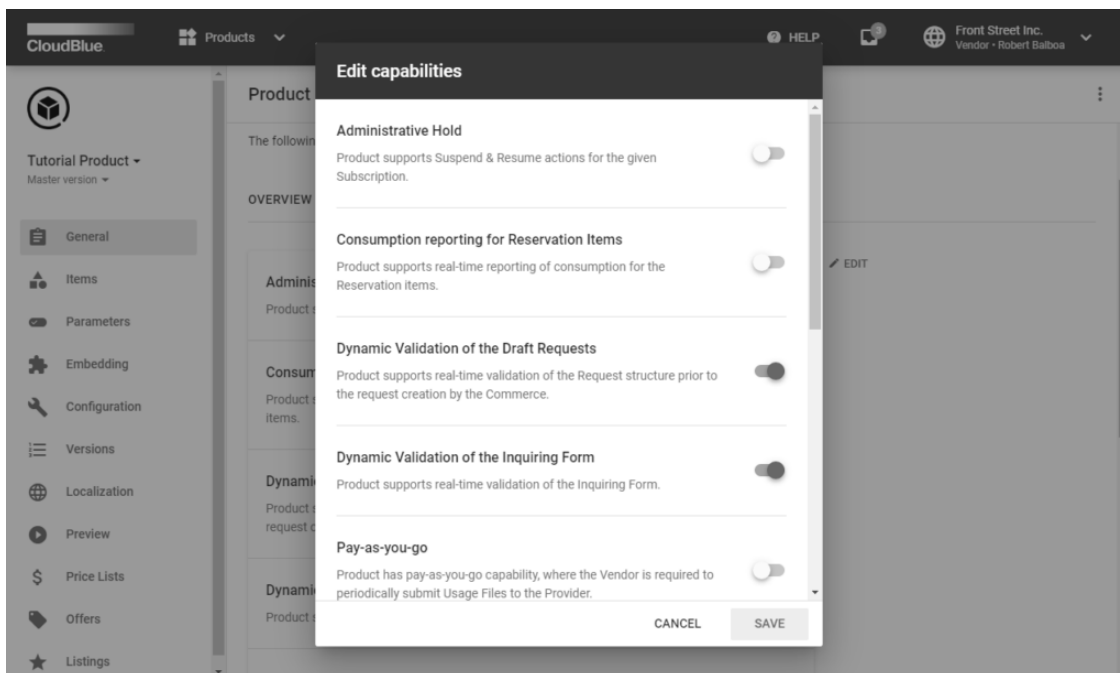 CloudBlue
Products
HELP
3
Front Street Inc.
Vendor • Robert Balboa
Tutorial Product
Master version
General
Items
Parameters
Embedding
Configuration
Versions
Localization
Preview
Price Lists
Offers
Listings
Product
The followin
OVERVIEW
EDIT
Adminis
Product s
Consum
Product s
items.
Dynami
Product s
request c
Dynami
Product s
Edit capabilities
Administrative Hold
Product supports Suspend & Resume actions for the given
Subscription.
Consumption reporting for Reservation Items
Product supports real-time reporting of consumption for the
Reservation items.
Dynamic Validation of the Draft Requests
Product supports real-time validation of the Request structure prior to
the request creation by the Commerce.
Dynamic Validation of the Inquiring Form
Product supports real-time validation of the Inquiring Form.
Pay-as-you-go
Product has pay-as-you-go capability, where the Vendor is required to
periodically submit Usage Files to the Provider.
CANCEL
SAVE